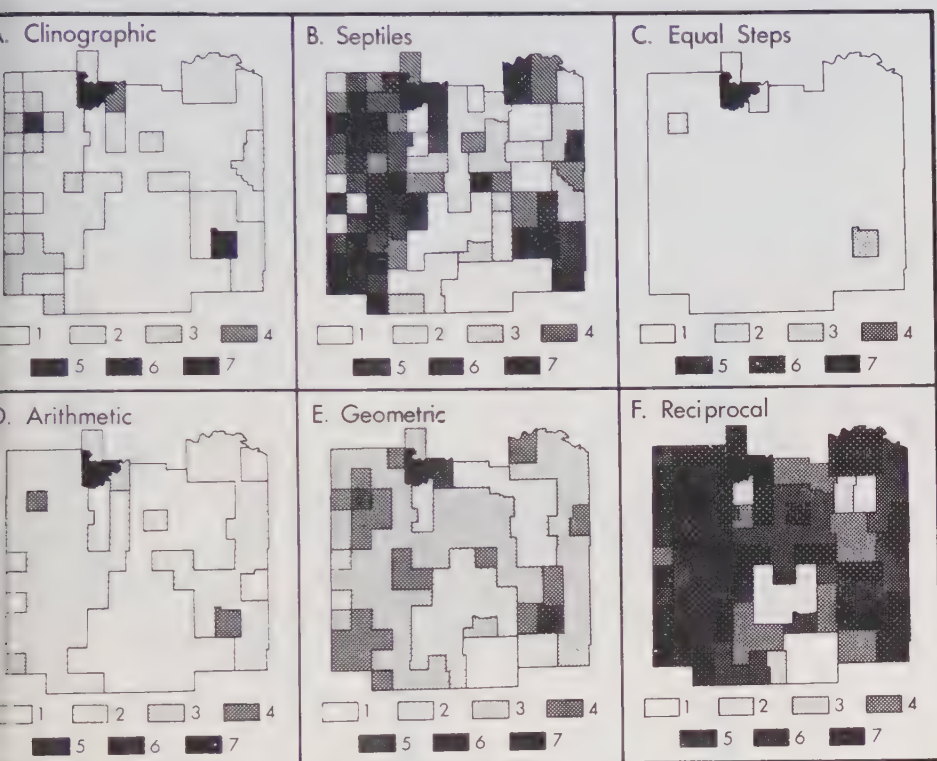 A. Clinographic
B. Septiles
C. Equal Steps
1 2 3 4
5 6 7
1 2 3 4
5 6 7
1 2 3 4
5 6 7
D. Arithmetic
E. Geometric
F. Reciprocal
1 2 3 4
5 6 7
1 2 3 4
5 6 7
1 2 3 4
5 6 7